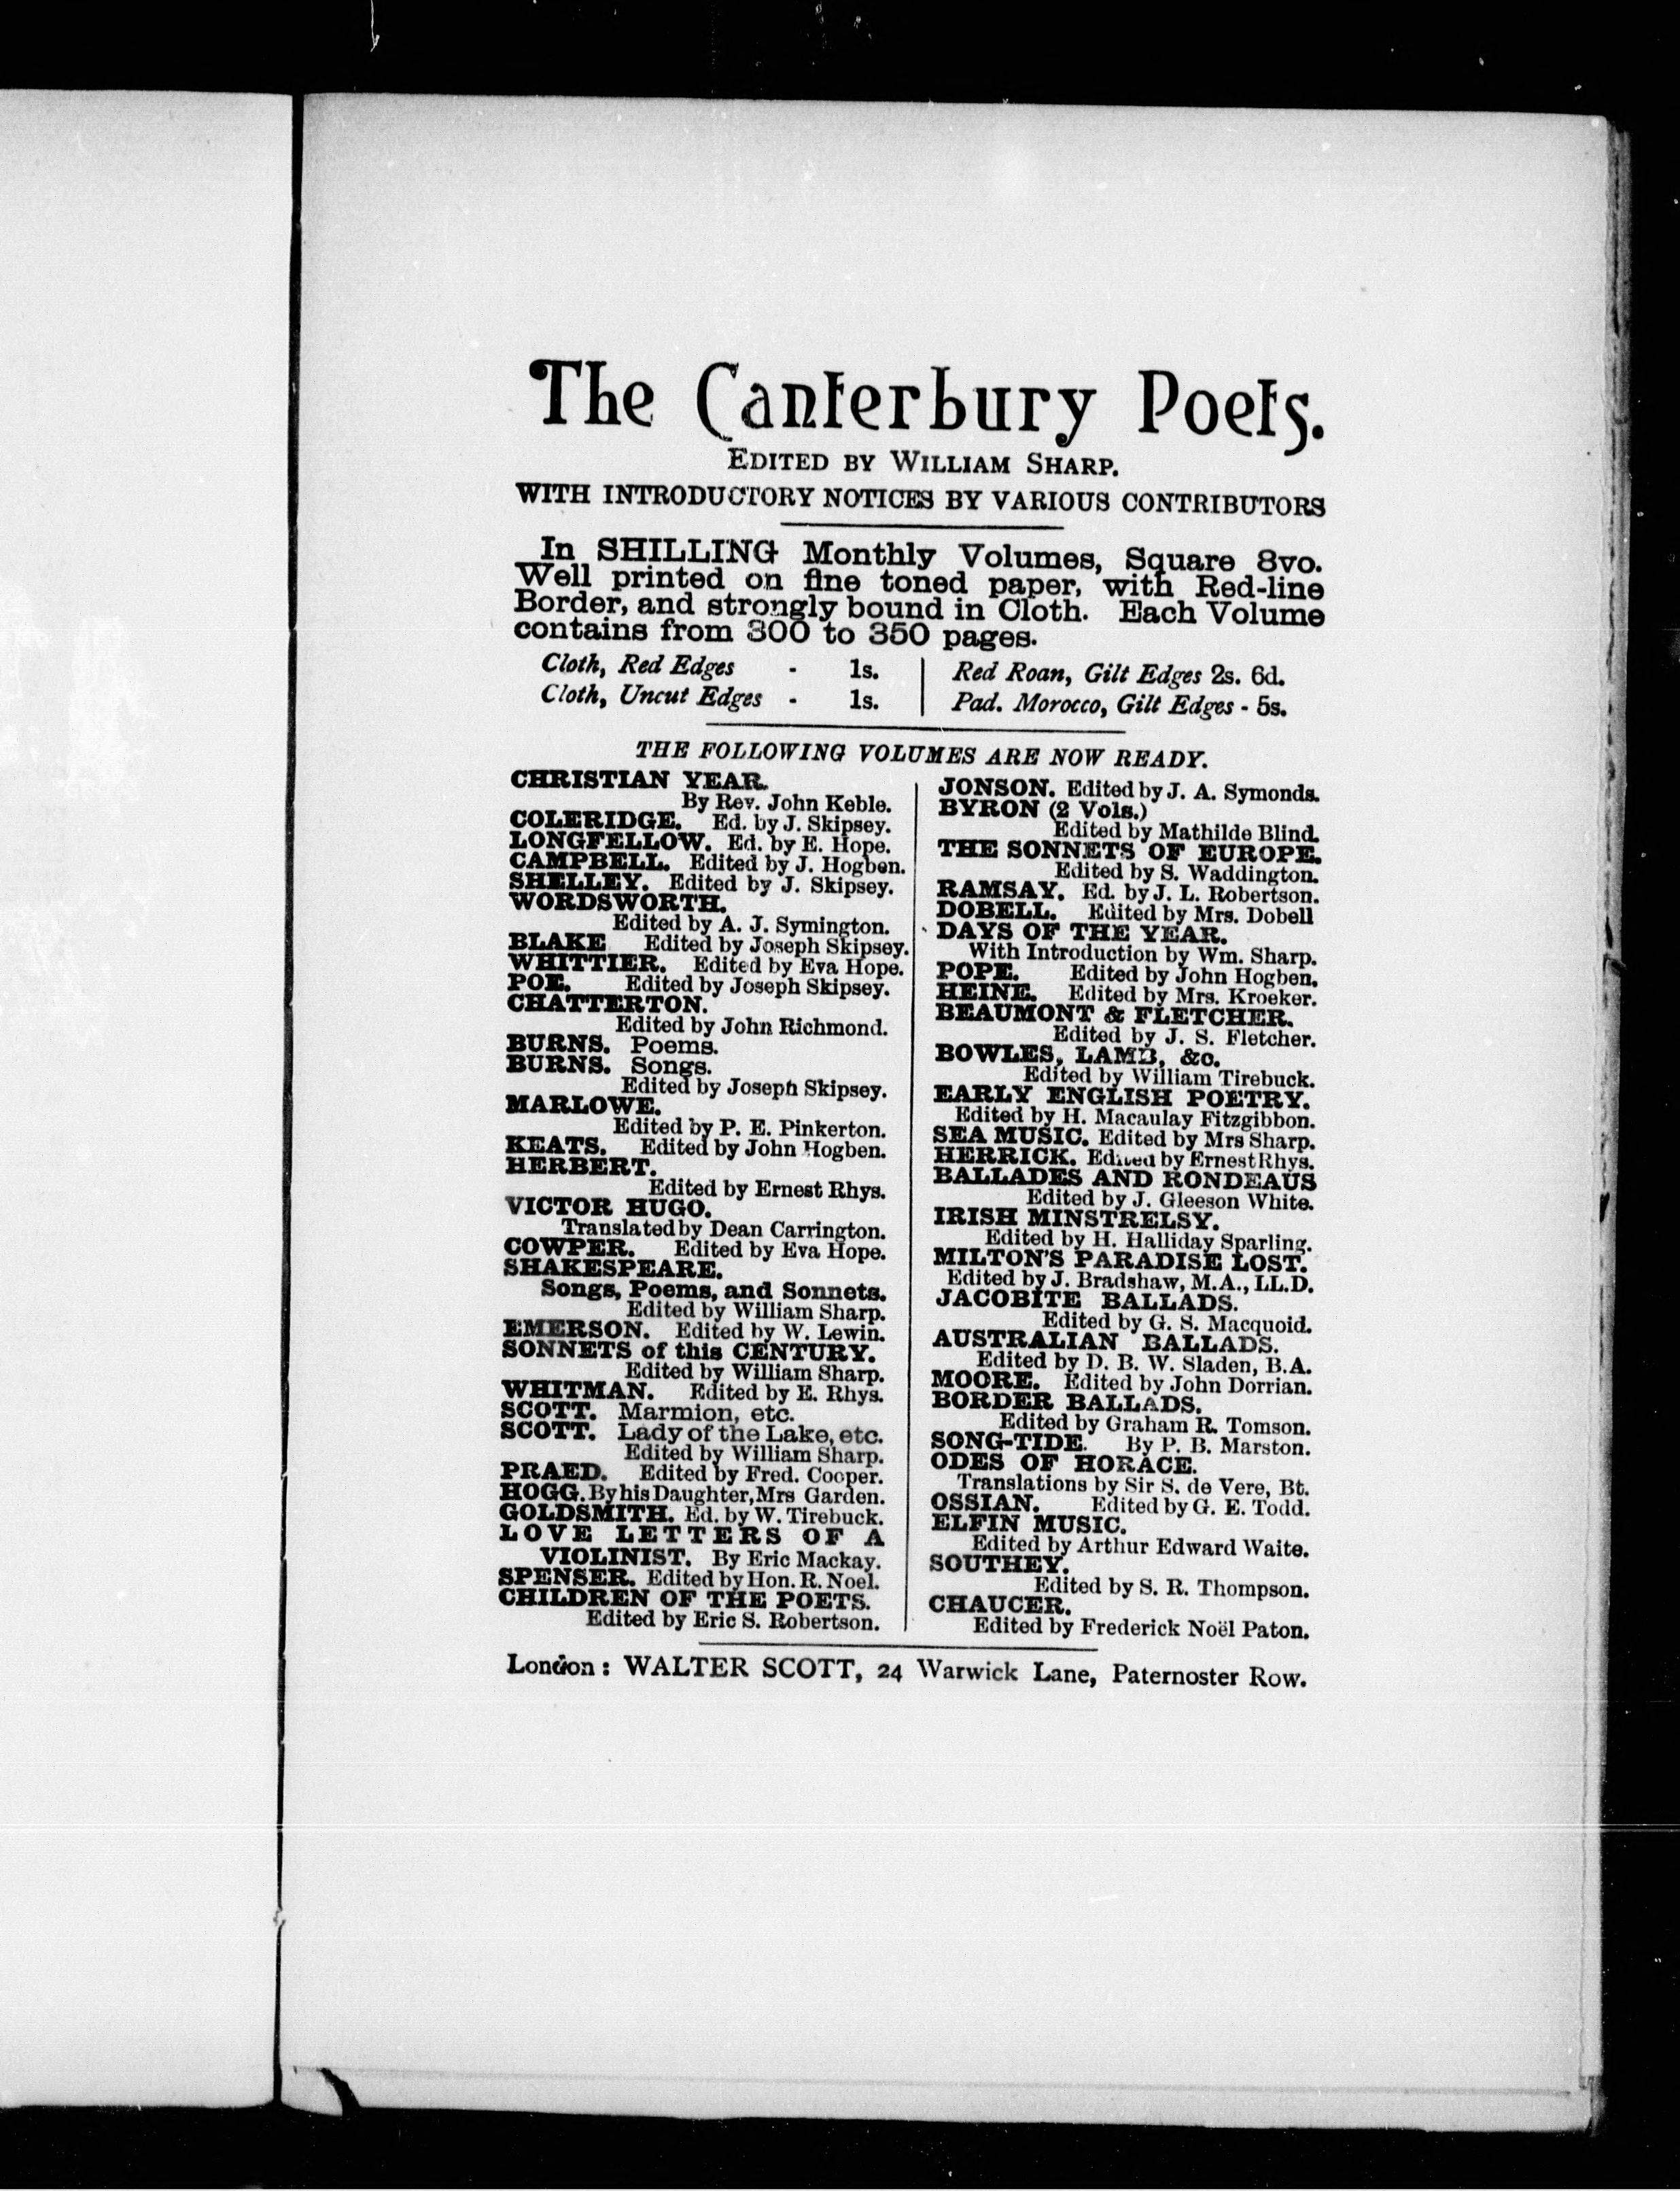 The Canterbury Poets.
EDITED BY WILLIAM SHARP.
WITH INTRODUCTORY NOTICES BY VARIOUS CONTRIBUTORS
In SHILLING Monthly Volumes, Square 8vo.
Well printed on fine toned paper, with Red-line
Border, and strongly bound in Cloth. Each Volume
contains from 300 to 350 pages.
Cloth, Red Edges - 1s.
Cloth, Uncut Edges - 1s.
Red Roan, Gilt Edges 2s. 6d.
Pad. Morocco, Gilt Edges - 5s.
THE FOLLOWING VOLUMES ARE NOW READY.
CHRISTIAN YEAR.
By Rev. John Keble.
COLERIDGE. Ed. by J. Skipsey.
LONGFELLOW. Ed. by E. Hope.
CAMPBELL. Edited by J. Hogben.
SHELLEY. Edited by J. Skipsey.
WORDSWORTH.
Edited by A. J. Symington.
BLAKE Edited by Joseph Skipsey.
WHITTIER. Edited by Eva Hope.
POE. Edited by Joseph Skipsey.
CHATTERTON.
Edited by John Richmond.
BURNS. Poems.
BURNS. Songs.
Edited by Joseph Skipsey.
MARLOWE.
Edited by P. E. Pinkerton.
KEATS. Edited by John Hogben.
HERBERT.
Edited by Ernest Rhys.
VICTOR HUGO.
Translated by Dean Carrington.
COWPER. Edited by Eva Hope.
SHAKESPEARE.
Songs, Poems, and Sonnets.
Edited by William Sharp.
EMERSON. Edited by W. Lewin.
SONNETS of this CENTURY.
Edited by William Sharp.
WHITMAN. Edited by E. Rhys.
SCOTT. Marmion, etc.
SCOTT. Lady of the Lake, etc.
Edited by William Sharp.
PRAED. Edited by Fred. Cooper.
HOGG. By his Daughter, Mrs Garden.
GOLDSMITH. Ed. by W. Tirebuck.
LOVE LETTERS OF A
VIOLINIST. By Eric Mackay.
SPENSER. Edited by Hon. R. Noel.
CHILDREN OF THE POETS.
Edited by Eric S. Robertson.
JONSON. Edited by J. A. Symonds.
BYRON (2 Vols.)
Edited by Mathilde Blind.
THE SONNETS OF EUROPE.
Edited by S. Waddington.
RAMSAY. Ed. by J. L. Robertson.
DOBELL. Edited by Mrs. Dobell
DAYS OF THE YEAR.
With Introduction by Wm. Sharp.
POPE. Edited by John Hogben.
HEINE. Edited by Mrs. Kroeker.
BEAUMONT & FLETCHER.
Edited by J. S. Fletcher.
BOWLES, LAMB, &c.
Edited by William Tirebuck.
EARLY ENGLISH POETRY.
Edited by H. Macaulay Fitzgibbon.
SEA MUSIC. Edited by Mrs Sharp.
HERRICK. Edited by Ernest Rhys.
BALLADES AND RONDEAUS
Edited by J. Gleeson White.
IRISH MINSTRELSY.
Edited by H. Halliday Sparling.
MILTON'S PARADISE LOST.
Edited by J. Bradshaw, M.A., LL.D.
JACOBITE BALLADS.
Edited by G. S. Macquoid.
AUSTRALIAN BALLADS.
Edited by D. B. W. Sladen, B.A.
MOORE. Edited by John Dorrian.
BORDER BALLADS.
Edited by Graham R. Tomson.
SONG-TIDE. By P. B. Marston.
ODES OF HORACE.
Translations by Sir S. de Vere, Bt.
OSSIAN. Edited by G. E. Todd.
ELFIN MUSIC.
Edited by Arthur Edward Waite.
SOUTHEY.
Edited by S. R. Thompson.
CHAUCER.
Edited by Frederick Noël Paton.
London: WALTER SCOTT, 24 Warwick Lane, Paternoster Row.